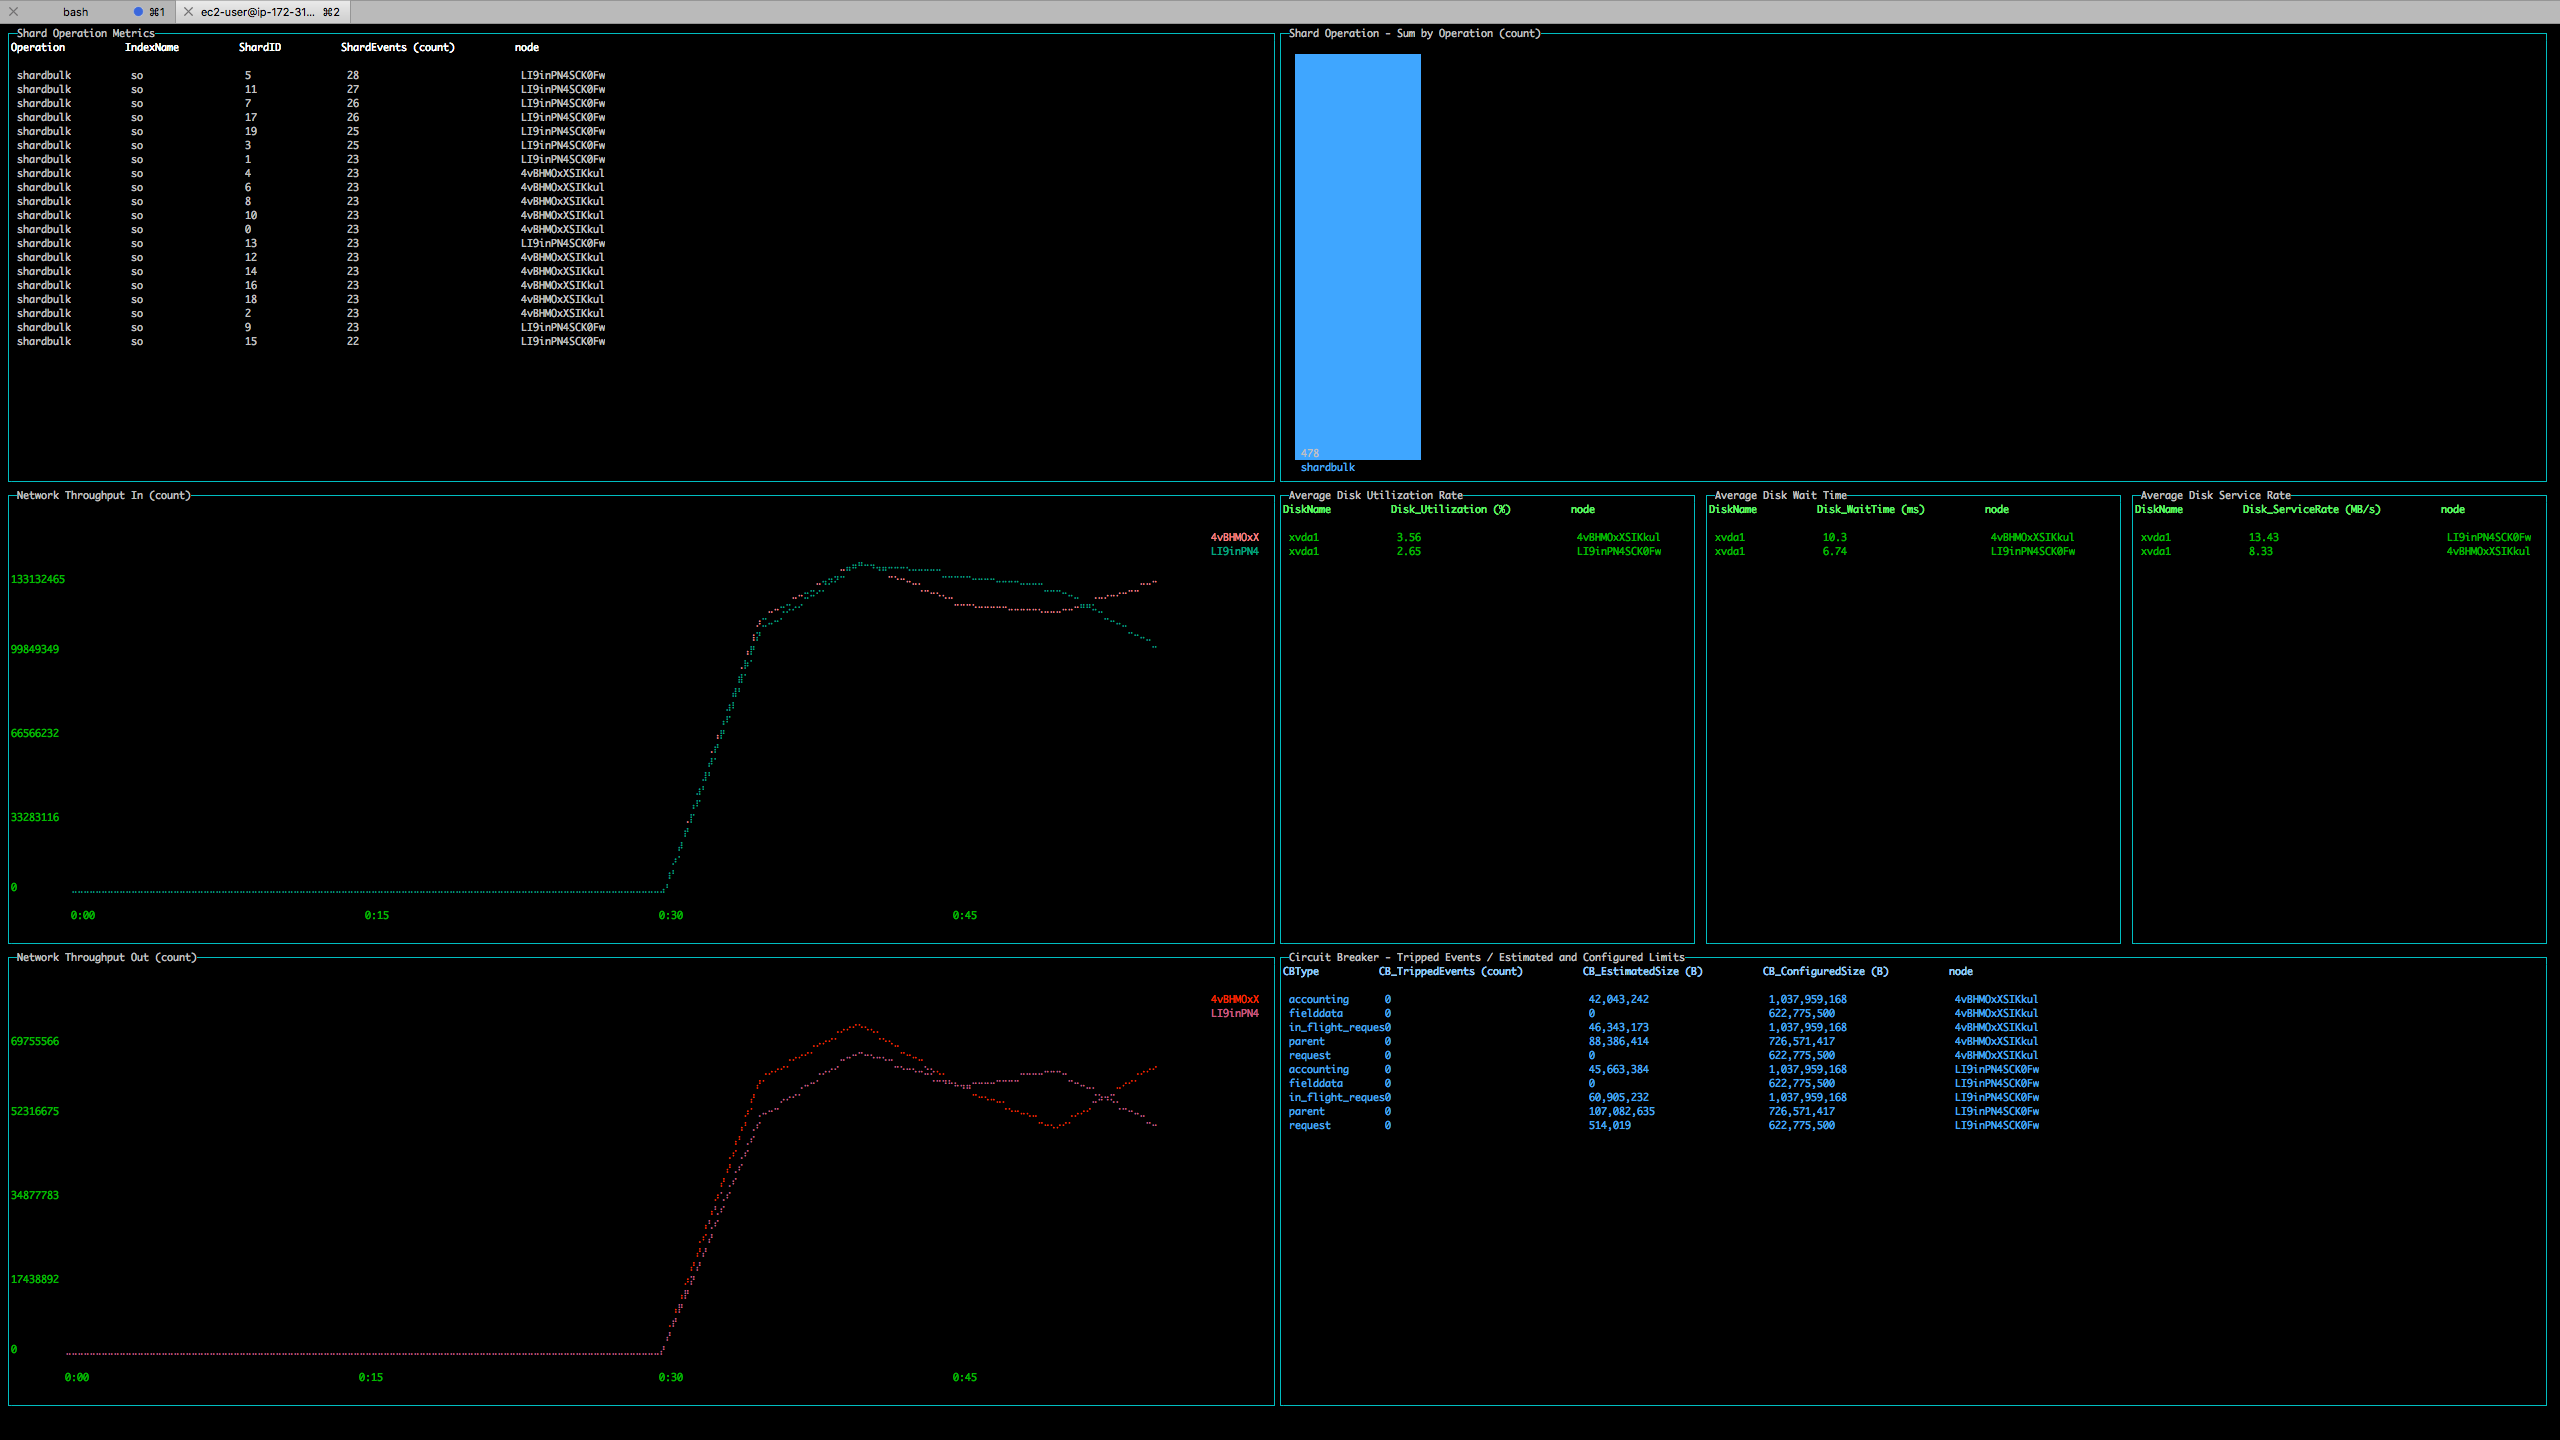 bash ⌘1 ec2-user@ip-172-31... ⌘2
Shard Operation Metrics
Operation IndexName ShardID ShardEvents (count) node
shardbulk so 5 28 LI9inPN4SCK0Fw
shardbulk so 11 27 LI9inPN4SCK0Fw
shardbulk so 7 26 LI9inPN4SCK0Fw
shardbulk so 17 26 LI9inPN4SCK0Fw
shardbulk so 19 25 LI9inPN4SCK0Fw
shardbulk so 3 25 LI9inPN4SCK0Fw
shardbulk so 1 23 LI9inPN4SCK0Fw
shardbulk so 4 23 4vBHMOxXSIKkul
shardbulk so 6 23 4vBHMOxXSIKkul
shardbulk so 8 23 4vBHMOxXSIKkul
shardbulk so 10 23 4vBHMOxXSIKkul
shardbulk so 0 23 4vBHMOxXSIKkul
shardbulk so 13 23 LI9inPN4SCK0Fw
shardbulk so 12 23 4vBHMOxXSIKkul
shardbulk so 14 23 4vBHMOxXSIKkul
shardbulk so 16 23 4vBHMOxXSIKkul
shardbulk so 18 23 4vBHMOxXSIKkul
shardbulk so 2 23 4vBHMOxXSIKkul
shardbulk so 9 23 LI9inPN4SCK0Fw
shardbulk so 15 22 LI9inPN4SCK0Fw
Shard Operation - Sum by Operation (count)
478
shardbulk
Network Throughput In (count)
4vBHMOxX
LI9inPN4
133132465
99849349
66566232
33283116
0
0:00 0:15 0:30 0:45
Average Disk Utilization Rate
DiskName Disk_Utilization (%) node
xvda1 3.56 4vBHMOxXSIKkul
xvda1 2.65 LI9inPN4SCK0Fw
Average Disk Wait Time
DiskName Disk_WaitTime (ms) node
xvda1 10.3 4vBHMOxXSIKkul
xvda1 6.74 LI9inPN4SCK0Fw
Average Disk Service Rate
DiskName Disk_ServiceRate (MB/s) node
xvda1 13.43 LI9inPN4SCK0Fw
xvda1 8.33 4vBHMOxXSIKkul
Network Throughput Out (count)
4vBHMOxX
LI9inPN4
69755566
52316675
34877783
17438892
0
0:00 0:15 0:30 0:45
Circuit Breaker - Tripped Events / Estimated and Configured Limits
CBType CB_TrippedEvents (count) CB_EstimatedSize (B) CB_ConfiguredSize (B) node
accounting 0 42,043,242 1,037,959,168 4vBHMOxXSIKkul
fielddata 0 0 622,775,500 4vBHMOxXSIKkul
in_flight_reques0 46,343,173 1,037,959,168 4vBHMOxXSIKkul
parent 0 88,386,414 726,571,417 4vBHMOxXSIKkul
request 0 0 622,775,500 4vBHMOxXSIKkul
accounting 0 45,663,384 1,037,959,168 LI9inPN4SCK0Fw
fielddata 0 0 622,775,500 LI9inPN4SCK0Fw
in_flight_reques0 60,905,232 1,037,959,168 LI9inPN4SCK0Fw
parent 0 107,082,635 726,571,417 LI9inPN4SCK0Fw
request 0 514,019 622,775,500 LI9inPN4SCK0Fw